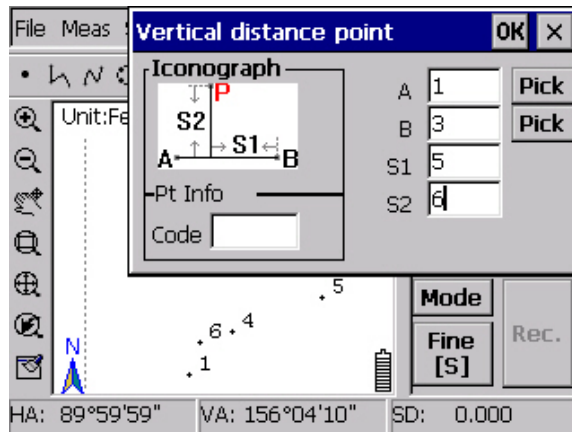 File Meas
Vertical distance point OK ×
Iconograph
P
S2
S1
A B
Pt Info
Code
A 1 Pick
B 3 Pick
S1 5
S2 6
Unit:Fe
5
6 4
1
N
Mode
Fine
[S]
Rec.
HA: 89°59'59" VA: 156°04'10" SD: 0.000